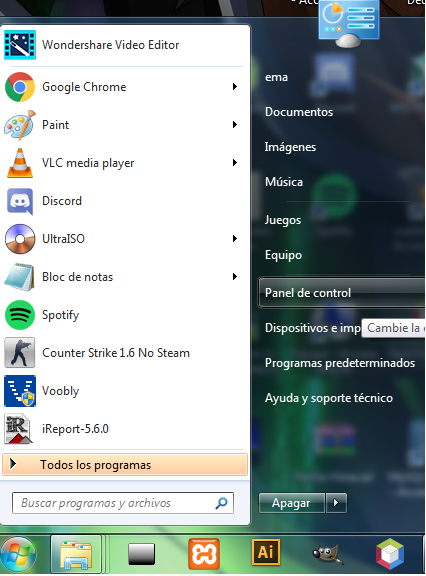 Wondershare Video Editor
Google Chrome
Paint
VLC media player
Discord
UltraISO
Bloc de notas
Spotify
Counter Strike 1.6 No Steam
Voobly
iReport-5.6.0
Todos los programas
Buscar programas y archivos
ema
Documentos
Imágenes
Música
Juegos
Equipo
Panel de control
Dispositivos e imp
Cambie la
Programas predeterminados
Ayuda y soporte técnico
Apagar
Ai